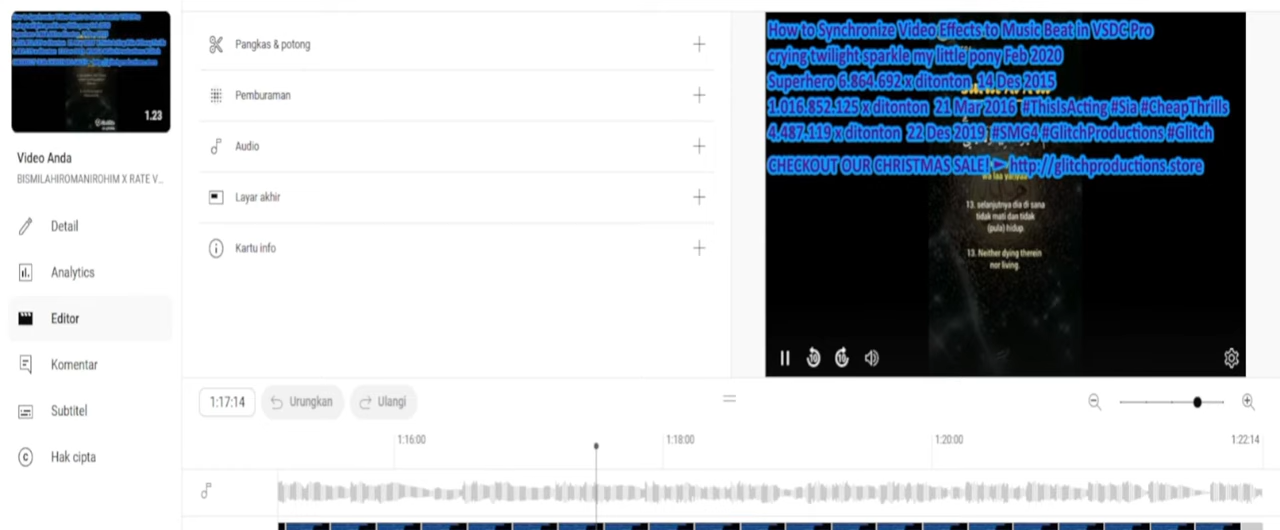 1.23
Video Anda
BISMILAHIROMANIROHIM X RATE V...
Detail
Analytics
Editor
Komentar
Subtitel
Hak cipta
Pangkas & potong
Pemburaman
Audio
Layar akhir
Kartu info
How to Synchronize Video Effects to Music Beat in VSDC Pro
crying twilight sparkle my little pony Feb 2020
Superhero 6.864.692 x ditonton 14 Des 2015
1.016.852.125 x ditonton 21 Mar 2016 #ThisIsActing #Sia #CheapThrills
4.487.119 x ditonton 22 Des 2019 #SMG4 #GlitchProductions #Glitch
CHECKOUT OUR CHRISTMAS SALE! ► http://glitchproductions.store
13. selanjutnya dia di sana
tidak mati dan tidak
(pula) hidup.
13. Neither dying therein
nor living.
10
10
1:17:14
Urungkan
Ulangi
1:16:00
1:18:00
1:20:00
1:22:14